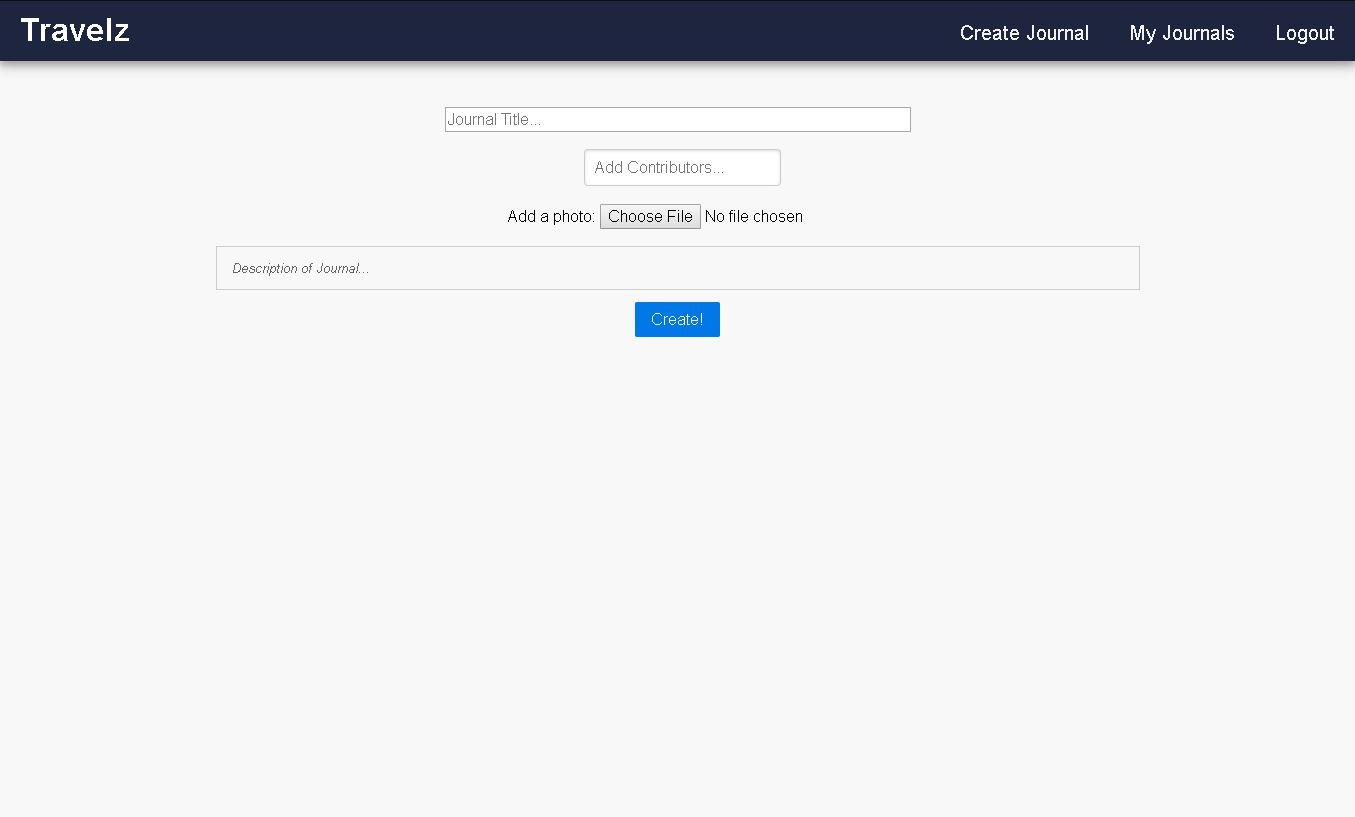 Travelz
Create Journal
My Journals
Logout
Journal Title...
Add Contributors...
Add a photo: Choose File No file chosen
Description of Journal...
Create!